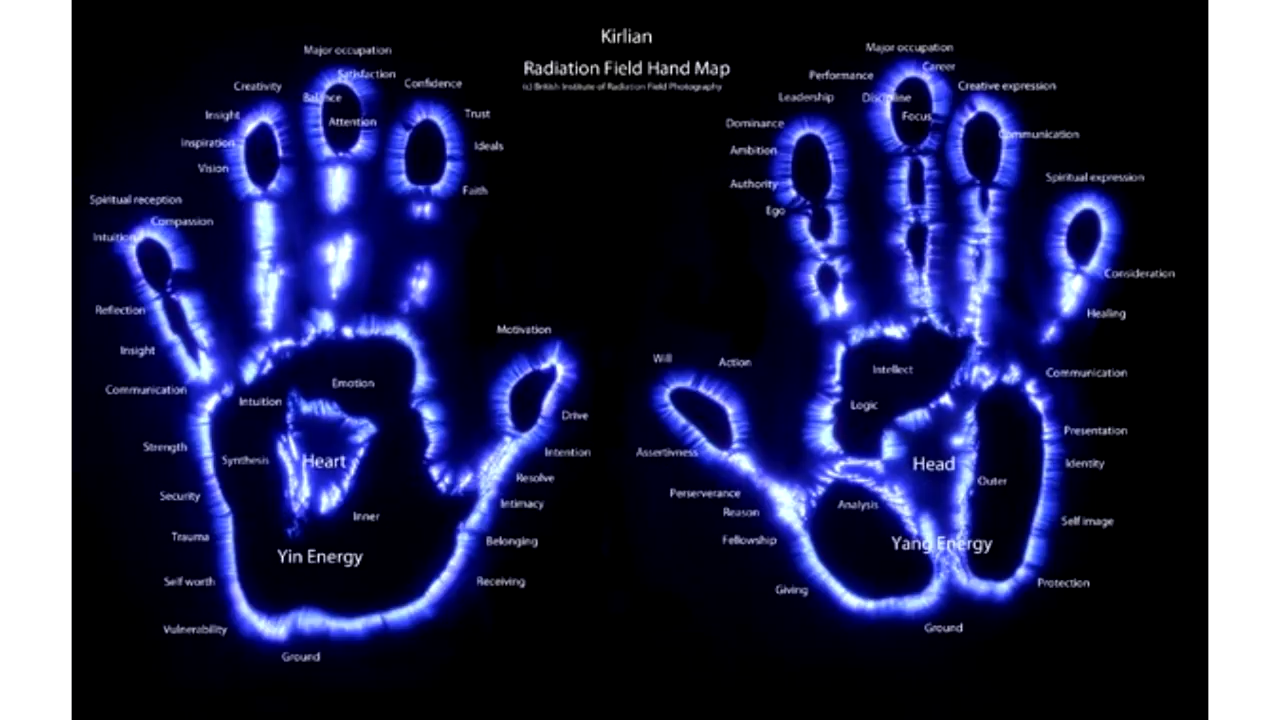 Kirlian
Radiation Field Hand Map
(c) British Institute of Radiation Field Photography
Major occupation
Satisfaction
Creativity
Confidence
Balance
Insight
Attention
Trust
Inspiration
Ideals
Vision
Faith
Spiritual reception
Compassion
Intuition
Reflection
Motivation
Insight
Communication
Emotion
Intuition
Drive
Strength
Synthesis
Heart
Intention
Resolve
Security
Intimacy
Inner
Trauma
Belonging
Yin Energy
Self worth
Receiving
Vulnerability
Ground
Major occupation
Career
Performance
Creative expression
Leadership
Discipline
Focus
Dominance
Communication
Ambition
Authority
Spiritual expression
Ego
Consideration
Healing
Will
Action
Intellect
Communication
Logic
Presentation
Assertivness
Head
Identity
Outer
Perserverance
Analysis
Reason
Self image
Fellowship
Yang Energy
Giving
Protection
Ground